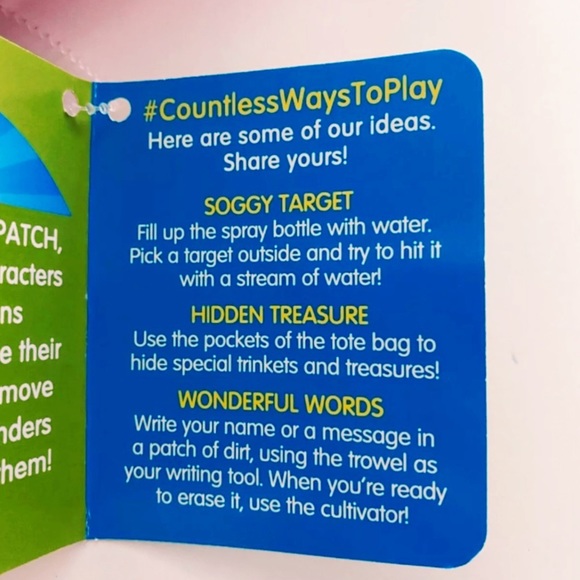 PATCH,
racters
ns
e their
move
nders
hem!
#CountlessWaysToPlay
Here are some of our ideas.
Share yours!
SOGGY TARGET
Fill up the spray bottle with water.
Pick a target outside and try to hit it
with a stream of water!
HIDDEN TREASURE
Use the pockets of the tote bag to
hide special trinkets and treasures!
WONDERFUL WORDS
Write your name or a message in
a patch of dirt, using the trowel as
your writing tool. When you're ready
to erase it, use the cultivator!